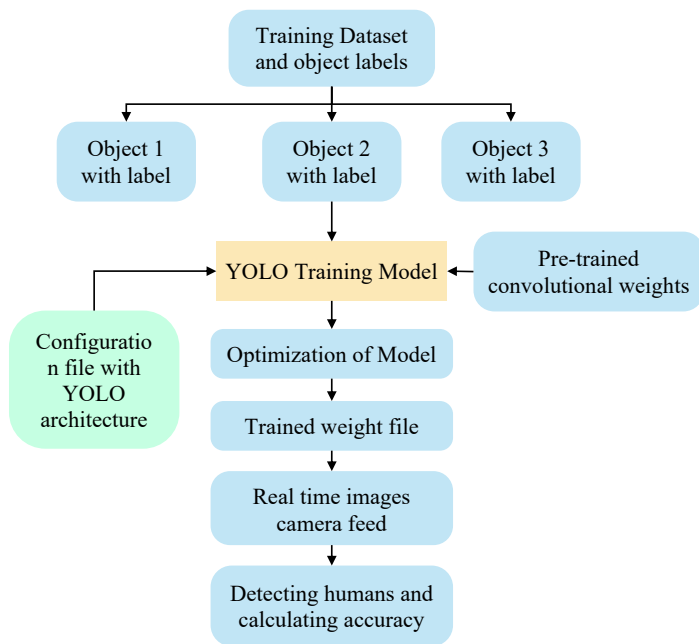 Training Dataset
and object labels
Object 1
with label
Object 2
with label
Object 3
with label
YOLO Training Model
Pre-trained
convolutional weights
Configuratio
n file with
YOLO
architecture
Optimization of Model
Trained weight file
Real time images
camera feed
Detecting humans and
calculating accuracy